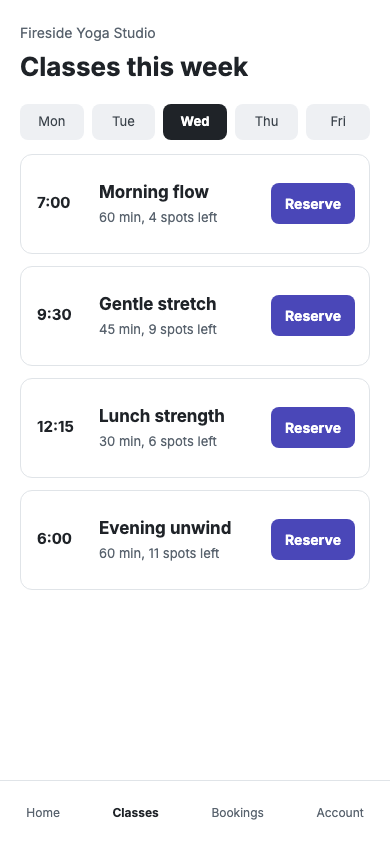 Fireside Yoga Studio
Classes this week
Mon Tue Wed Thu Fri
7:00
Morning flow
60 min, 4 spots left
Reserve
9:30
Gentle stretch
45 min, 9 spots left
Reserve
12:15
Lunch strength
30 min, 6 spots left
Reserve
6:00
Evening unwind
60 min, 11 spots left
Reserve
Home Classes Bookings Account